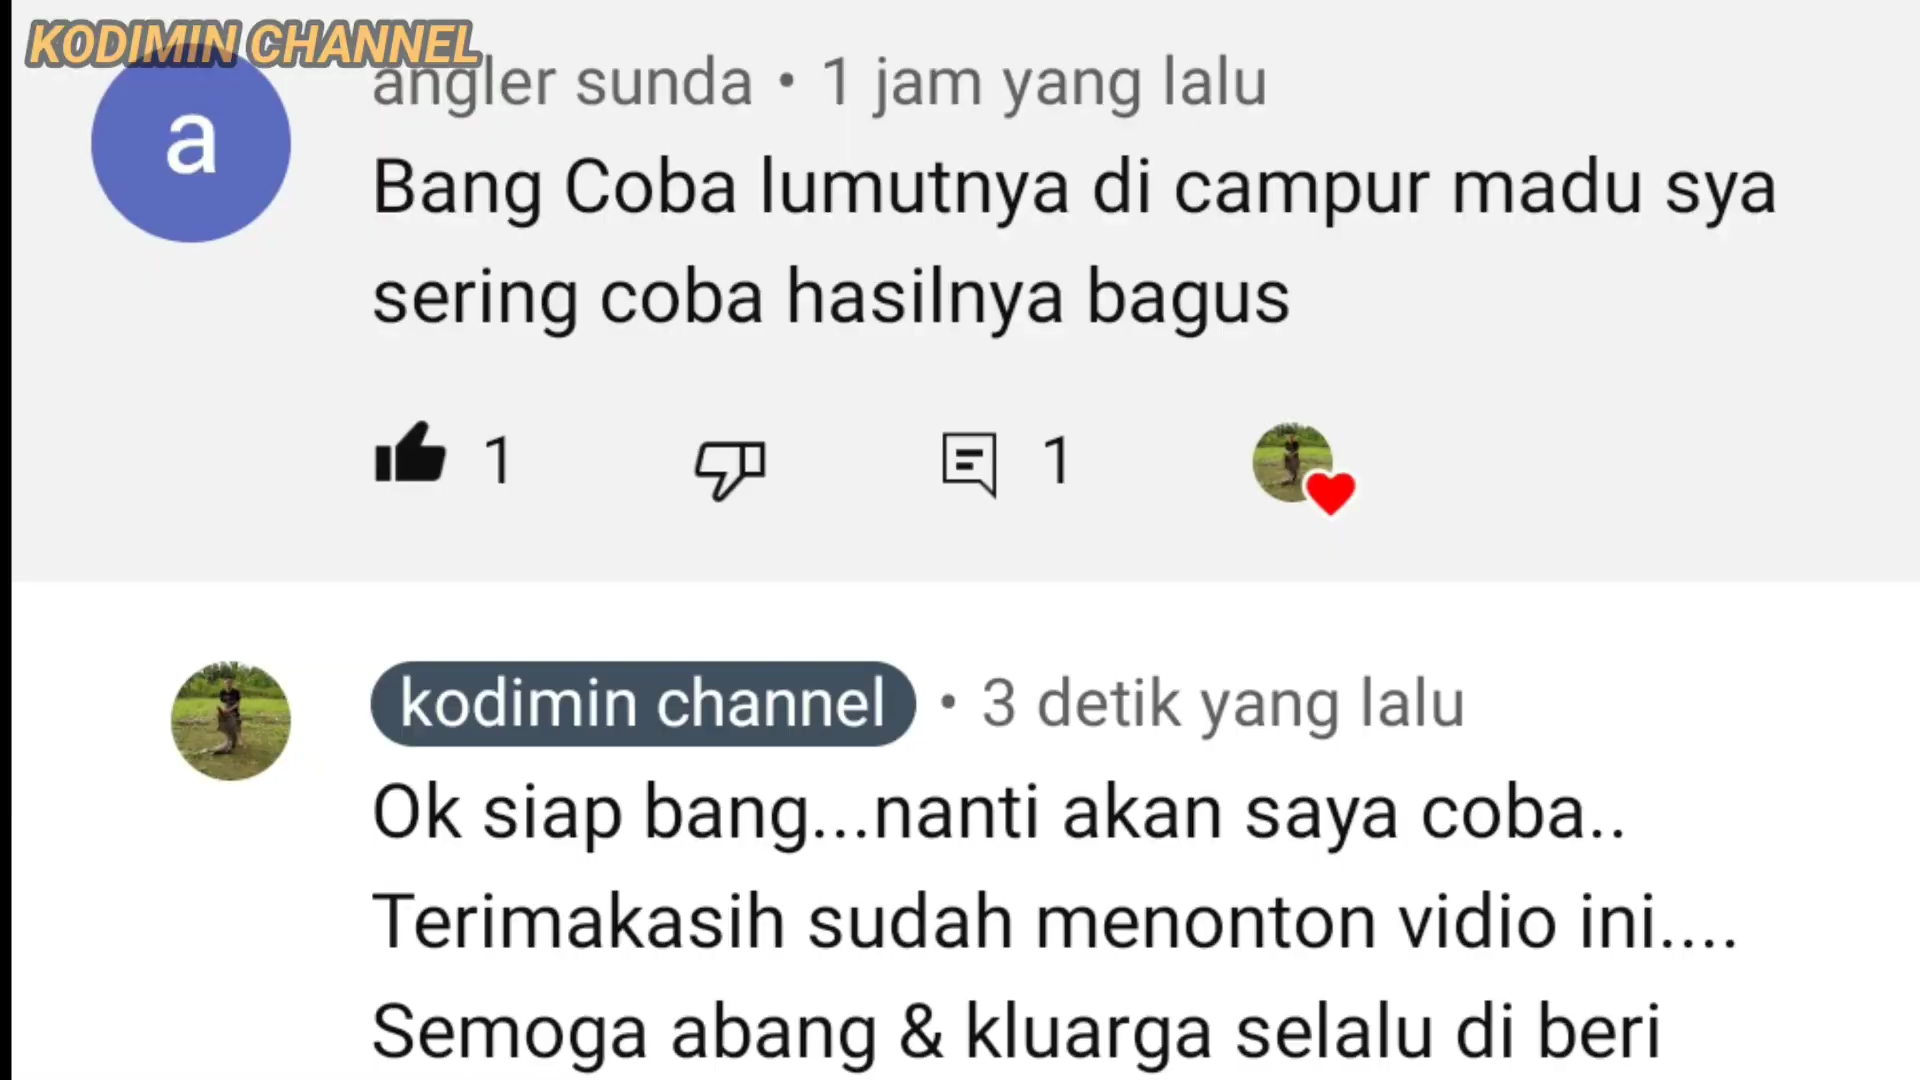 KODIMIN CHANNEL
a
angler sunda • 1 jam yang lalu
Bang Coba lumutnya di campur madu sya
sering coba hasilnya bagus
1 1
kodimin channel • 3 detik yang lalu
Ok siap bang...nanti akan saya coba..
Terimakasih sudah menonton vidio ini....
Semoga abang & kluarga selalu di beri